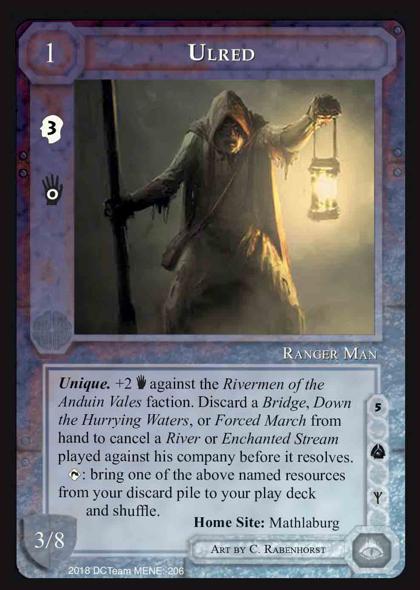 1
ULRED
3
0
RANGER MAN
Unique. +2 against the Rivermen of the
Anduin Vales faction. Discard a Bridge, Down
the Hurrying Waters, or Forced March from
hand to cancel a River or Enchanted Stream
played against his company before it resolves.
: bring one of the above named resources
from your discard pile to your play deck
and shuffle.
Home Site: Mathlaburg
5
3/8
ART BY C. RABENHORST
2018 DCTeam MENE: 206